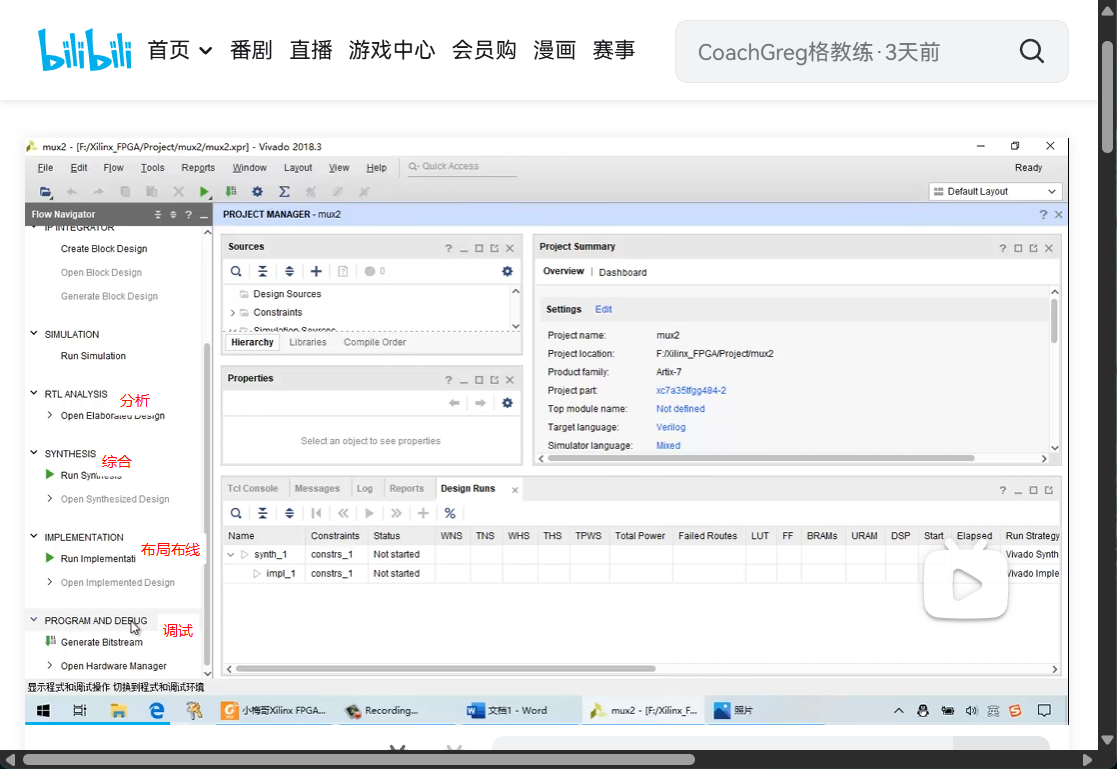 bilibili 首页 番剧 直播 游戏中心 会员购 漫画 赛事 CoachGreg格教练·3天前
mux2 - [F:/Xilinx_FPGA/Project/mux2/mux2.xpr] - Vivado 2018.3
File Edit Flow Tools Reports Window Layout View Help Quick Access Ready
Default Layout
Flow Navigator
PROJECT MANAGER - mux2
IP INTEGRATOR
Create Block Design
Open Block Design
Generate Block Design
SIMULATION
Run Simulation
RTL ANALYSIS 分析
Open Elaborated Design
SYNTHESIS 综合
Run Synthesis
Open Synthesized Design
IMPLEMENTATION
Run Implementati 布局布线
Open Implemented Design
PROGRAM AND DEBUG 调试
Generate Bitstream
Open Hardware Manager
Sources
0
Design Sources
Constraints
Simulation Sources
Hierarchy Libraries Compile Order
Properties
Select an object to see properties
Project Summary
Overview | Dashboard
Settings Edit
Project name: mux2
Project location: F:/Xilinx_FPGA/Project/mux2
Product family: Artix-7
Project part: xc7a35tfgg484-2
Top module name: Not defined
Target language: Verilog
Simulator language: Mixed
Tcl Console Messages Log Reports Design Runs
Name Constraints Status WNS TNS WHS THS TPWS Total Power Failed Routes LUT FF BRAMs URAM DSP Start Elapsed Run Strategy
synth_1 constrs_1 Not started Vivado Synth
impl_1 constrs_1 Not started Vivado Imple
显示程式和调试操作 切换到程式和调试环境
小梅哥Xilinx FPGA... Recording... 文档1 - Word mux2 - [F:/Xilinx_F... 照片